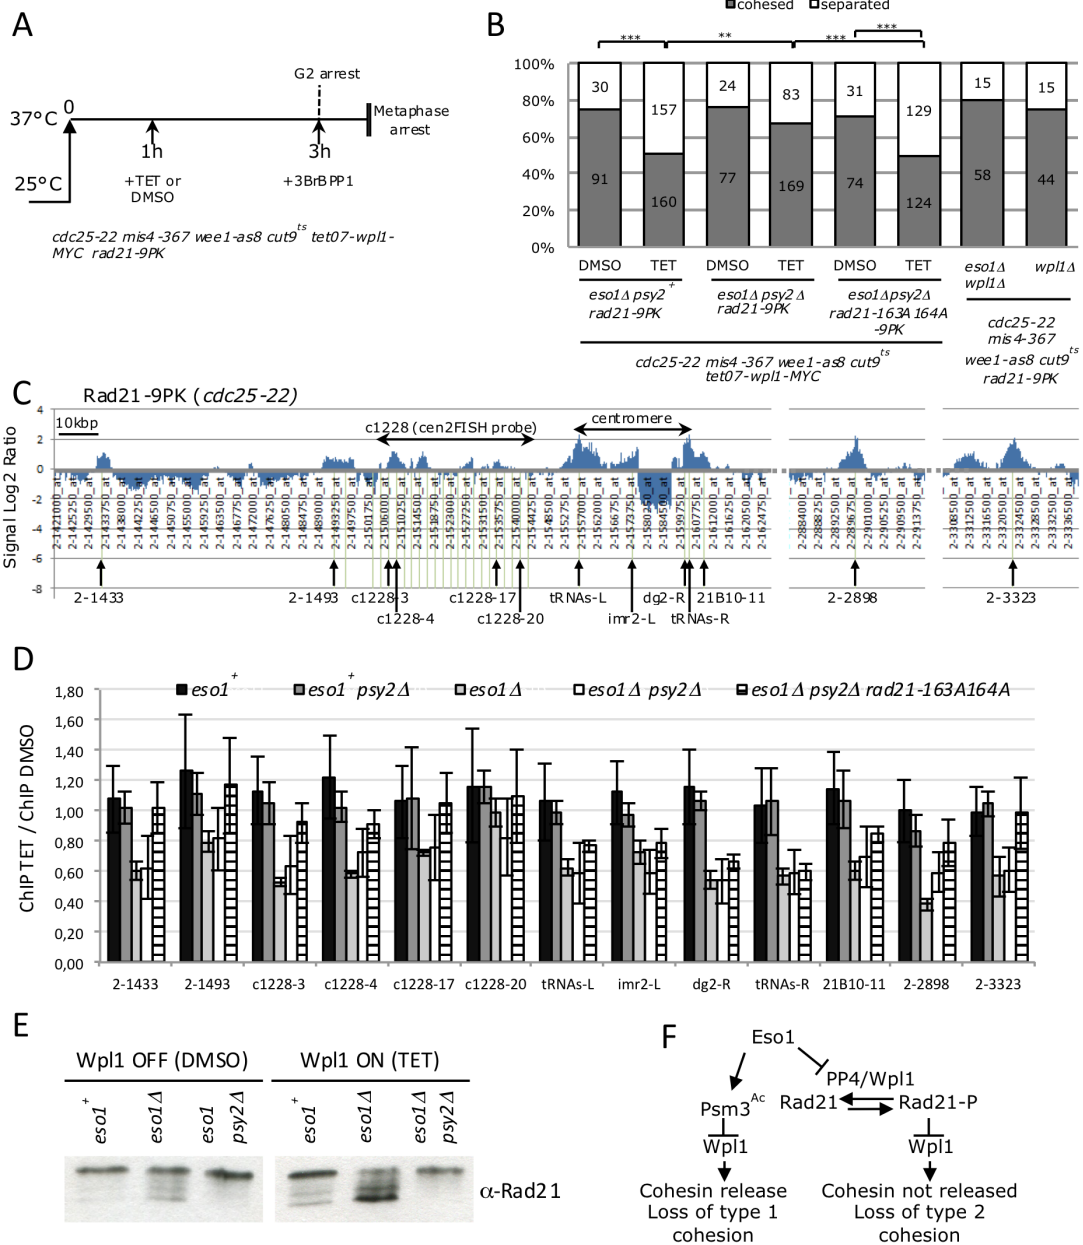 A
0
G2 arrest
37°C
Metaphase
arrest
1h
3h
25°C
+TET or
DMSO
+3BrBPP1
cdc25-22 mis4-367 wee1-as8 cut9ts tet07-wpl1-
MYC rad21-9PK
B
cohesed separated
*** ** *** ***
100%
80%
60%
40%
20%
0%
30 157 24 83 31 129 15 15
91 160 77 169 74 124 58 44
DMSO TET DMSO TET DMSO TET eso1Δ wpl1Δ wpl1Δ
eso1Δ psy2+
rad21-9PK
eso1Δ psy2Δ
rad21-9PK
eso1Δpsy2Δ
rad21-163A164A
-9PK
cdc25-22 mis4-367 wee1-as8 cut9ts
tet07-wpl1-MYC
cdc25-22
mis4-367
wee1-as8 cut9ts
rad21-9PK
C
Rad21-9PK (cdc25-22)
Signal Log2 Ratio
4
2
0
-2
-4
-6
-8
10kbp
c1228 (cen2FISH probe)
centromere
2-1433 2-1493 c1228-3 c1228-17 tRNAs-L dg2-R 21B10-11 2-2898 2-3323
c1228-4 c1228-20 imr2-L tRNAs-R
D
eso1+ eso1+psy2Δ eso1Δ eso1Δ psy2Δ eso1Δ psy2Δ rad21-163A164A
ChIP TET / ChIP DMSO
1,80
1,60
1,40
1,20
1,00
0,80
0,60
0,40
0,20
0,00
2-1433 2-1493 c1228-3 c1228-4 c1228-17 c1228-20 tRNAs-L imr2-L dg2-R tRNAs-R 21B10-11 2-2898 2-3323
E
Wpl1 OFF (DMSO) Wpl1 ON (TET)
eso1+
eso1Δ
eso1
psy2Δ
eso1+
eso1Δ
eso1Δ
psy2Δ
α-Rad21
F
Eso1
PP4/Wpl1
Psm3Ac Rad21 Rad21-P
Wpl1 Wpl1
Cohesin release
Loss of type 1
cohesion
Cohesin not released
Loss of type 2
cohesion